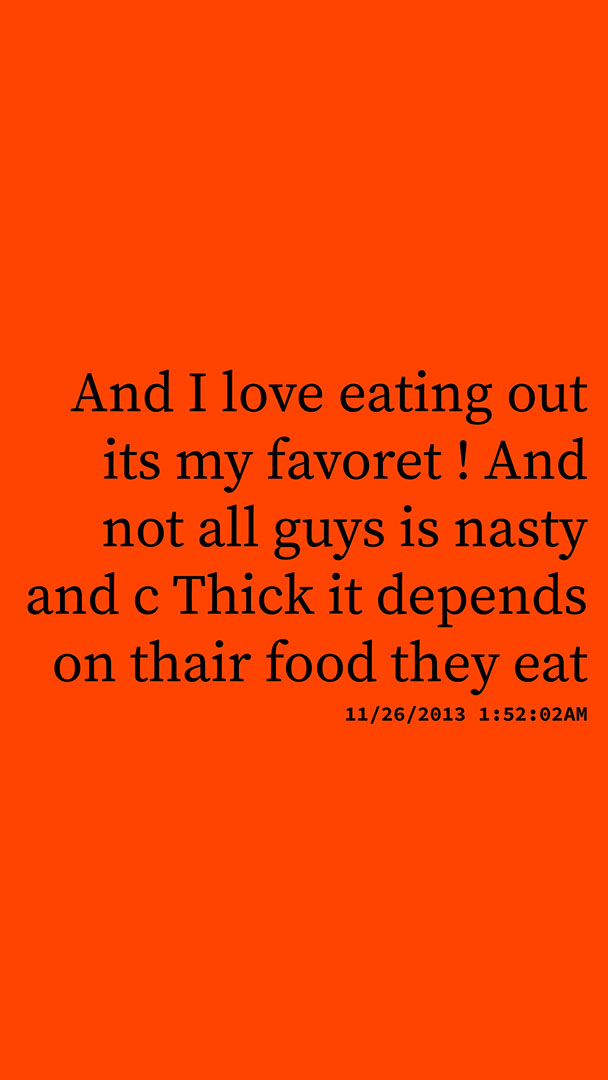 And I love eating out
its my favoret ! And
not all guys is nasty
and c Thick it depends
on thair food they eat
11/26/2013 1:52:02AM